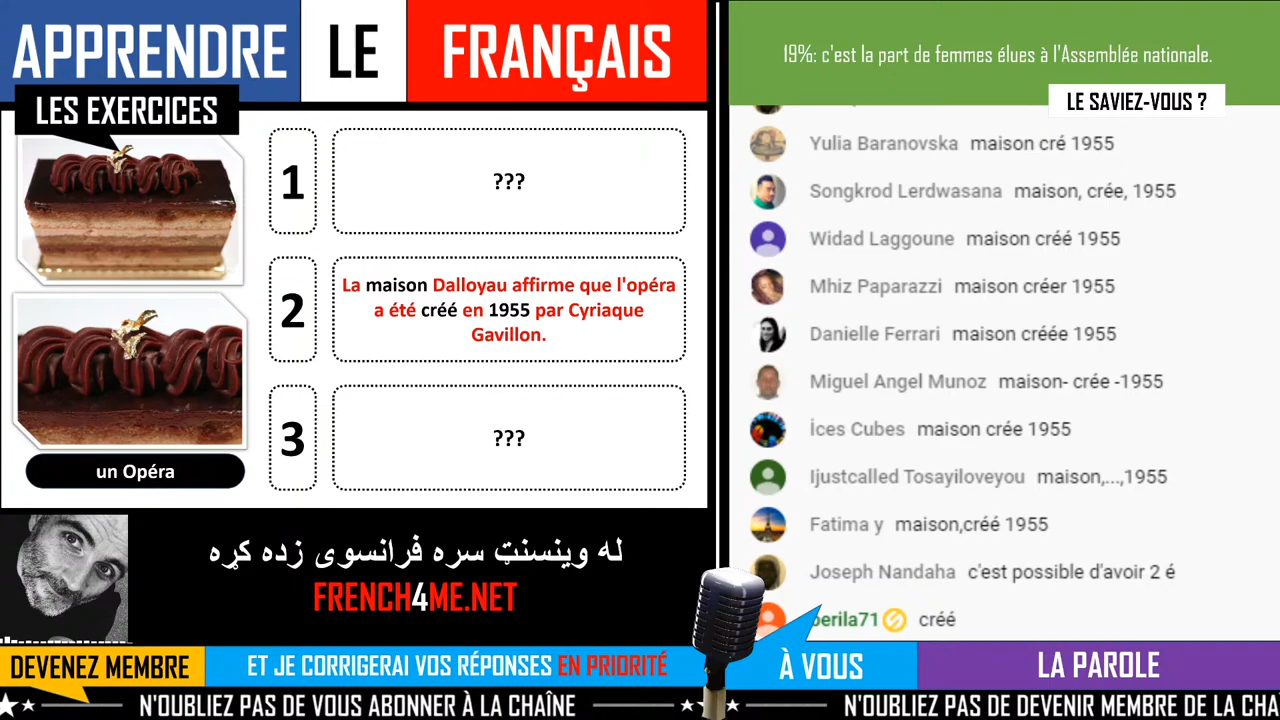 APPRENDRE LE FRANÇAIS
LES EXERCICES
1
???
2
La maison Dalloyau affirme que l'opéra
a été créé en 1955 par Cyriaque
Gavillon.
3
???
un Opéra
له وینسنټ سره فرانسوی زده کړه
FRENCH4ME.NET
19%: c'est la part de femmes élues à l'Assemblée nationale.
LE SAVIEZ-VOUS ?
Yulia Baranovska maison cré 1955
Songkrod Lerdwasana maison, crée, 1955
Widad Laggoune maison créé 1955
Mhiz Paparazzi maison créer 1955
Danielle Ferrari maison créée 1955
Miguel Angel Munoz maison- crée -1955
İces Cubes maison crée 1955
Ijustcalled Tosayiloveyou maison,...,1955
Fatima y maison,créé 1955
Joseph Nandaha c'est possible d'avoir 2 é
berila71 créé
DEVENEZ MEMBRE
ET JE CORRIGERAI VOS RÉPONSES EN PRIORITÉ
À VOUS
LA PAROLE
N'OUBLIEZ PAS DE VOUS ABONNER À LA CHAÎNE
N'OUBLIEZ PAS DE DEVENIR MEMBRE DE LA CHA